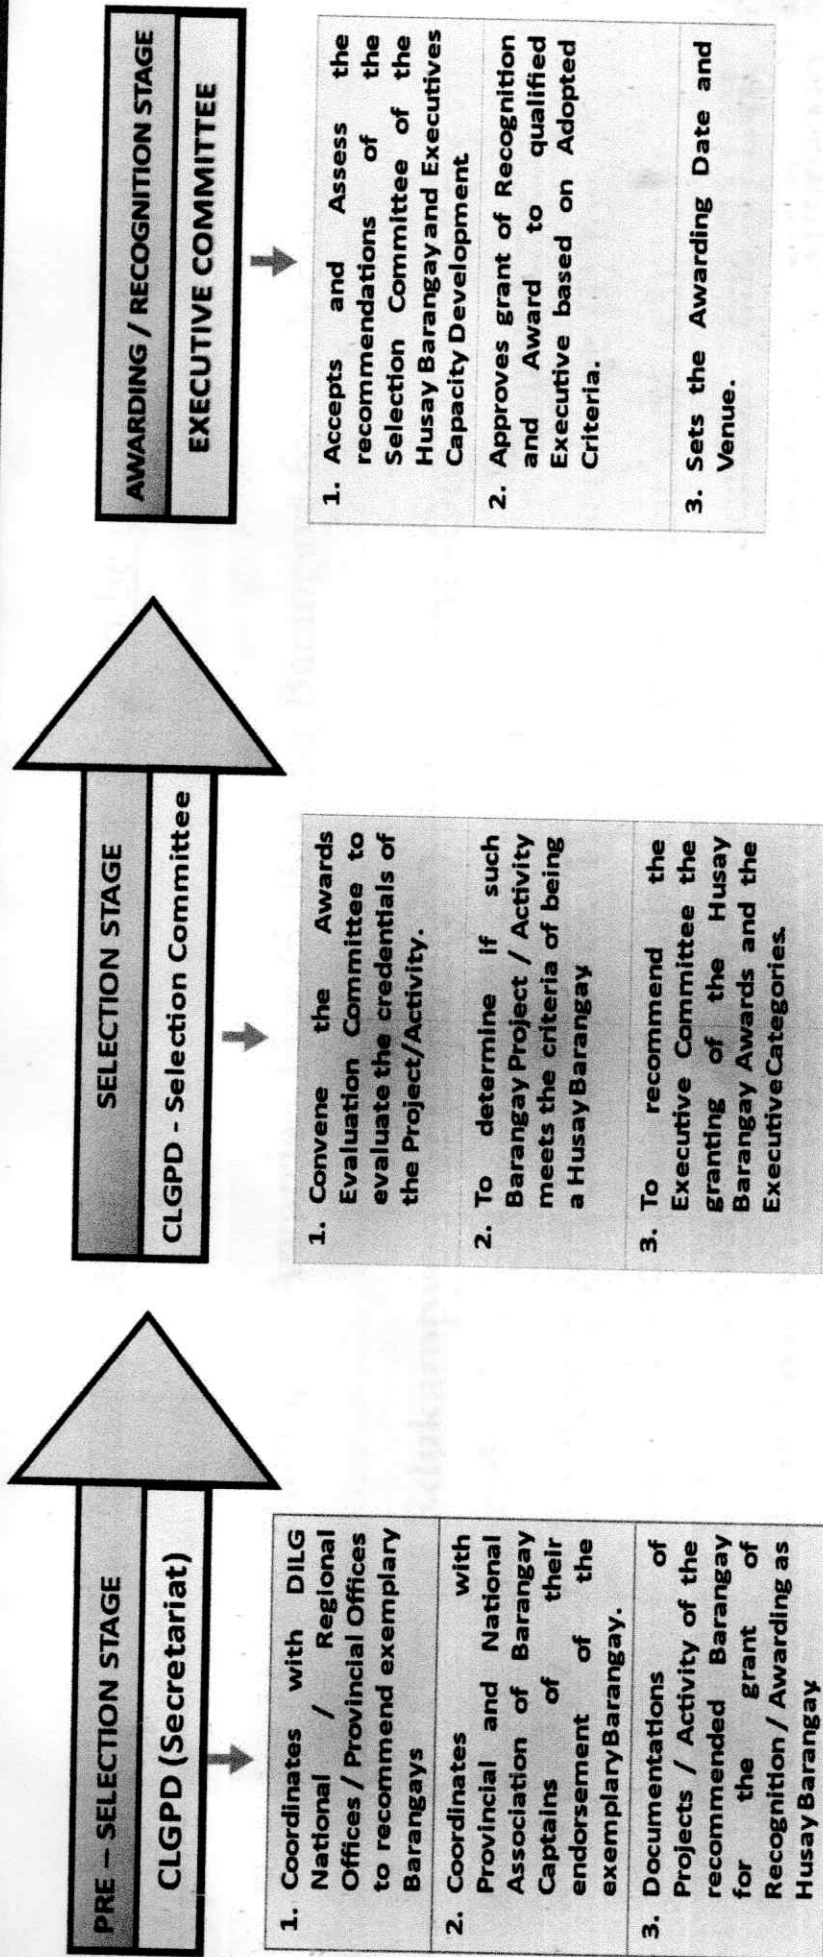 PRE – SELECTION STAGE
CLGPD (Secretariat)
1. Coordinates with DILG
National / Regional
Offices / Provincial Offices
to recommend exemplary
Barangays
2. Coordinates with
Provincial and National
Association of Barangay
Captains of their
endorsement of the
exemplaryBarangay.
3. Documentations of
Projects / Activity of the
recommended Barangay
for the grant of
Recognition / Awarding as
Husay Barangay
SELECTION STAGE
CLGPD - Selection Committee
1. Convene the Awards
Evaluation Committee to
evaluate the credentials of
the Project/Activity.
2. To determine if such
Barangay Project / Activity
meets the criteria of being
a Husay Barangay
3. To recommend the
Executive Committee the
granting of the Husay
Barangay Awards and the
Executive Categories.
AWARDING / RECOGNITION STAGE
EXECUTIVE COMMITTEE
1. Accepts and Assess the
recommendations of the
Selection Committee of the
Husay Barangay and Executives
Capacity Development
2. Approves grant of Recognition
and Award to qualified
Executive based on Adopted
Criteria.
3. Sets the Awarding Date and
Venue.